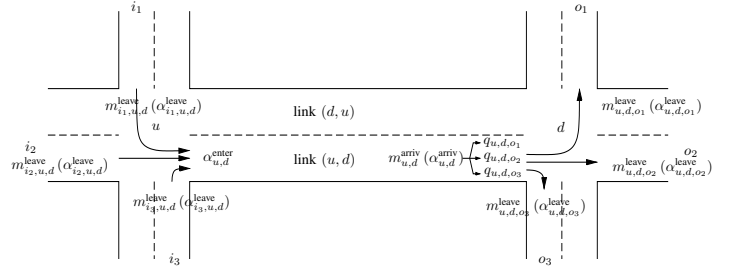 i₁ o₁
m^leave_{i₁,u,d} (α^leave_{i₁,u,d}) link (d, u) m^leave_{u,d,o₁} (α^leave_{u,d,o₁})
u d
q_{u,d,o₁}
i₂ α^enter_{u,d} link (u, d) m^arriv_{u,d} (α^arriv_{u,d}) q_{u,d,o₂} o₂
m^leave_{i₂,u,d} (α^leave_{i₂,u,d}) q_{u,d,o₃} m^leave_{u,d,o₂} (α^leave_{u,d,o₂})
m^leave_{i₃,u,d} (α^leave_{i₃,u,d}) m^leave_{u,d,o₃} (α^leave_{u,d,o₃})
i₃ o₃